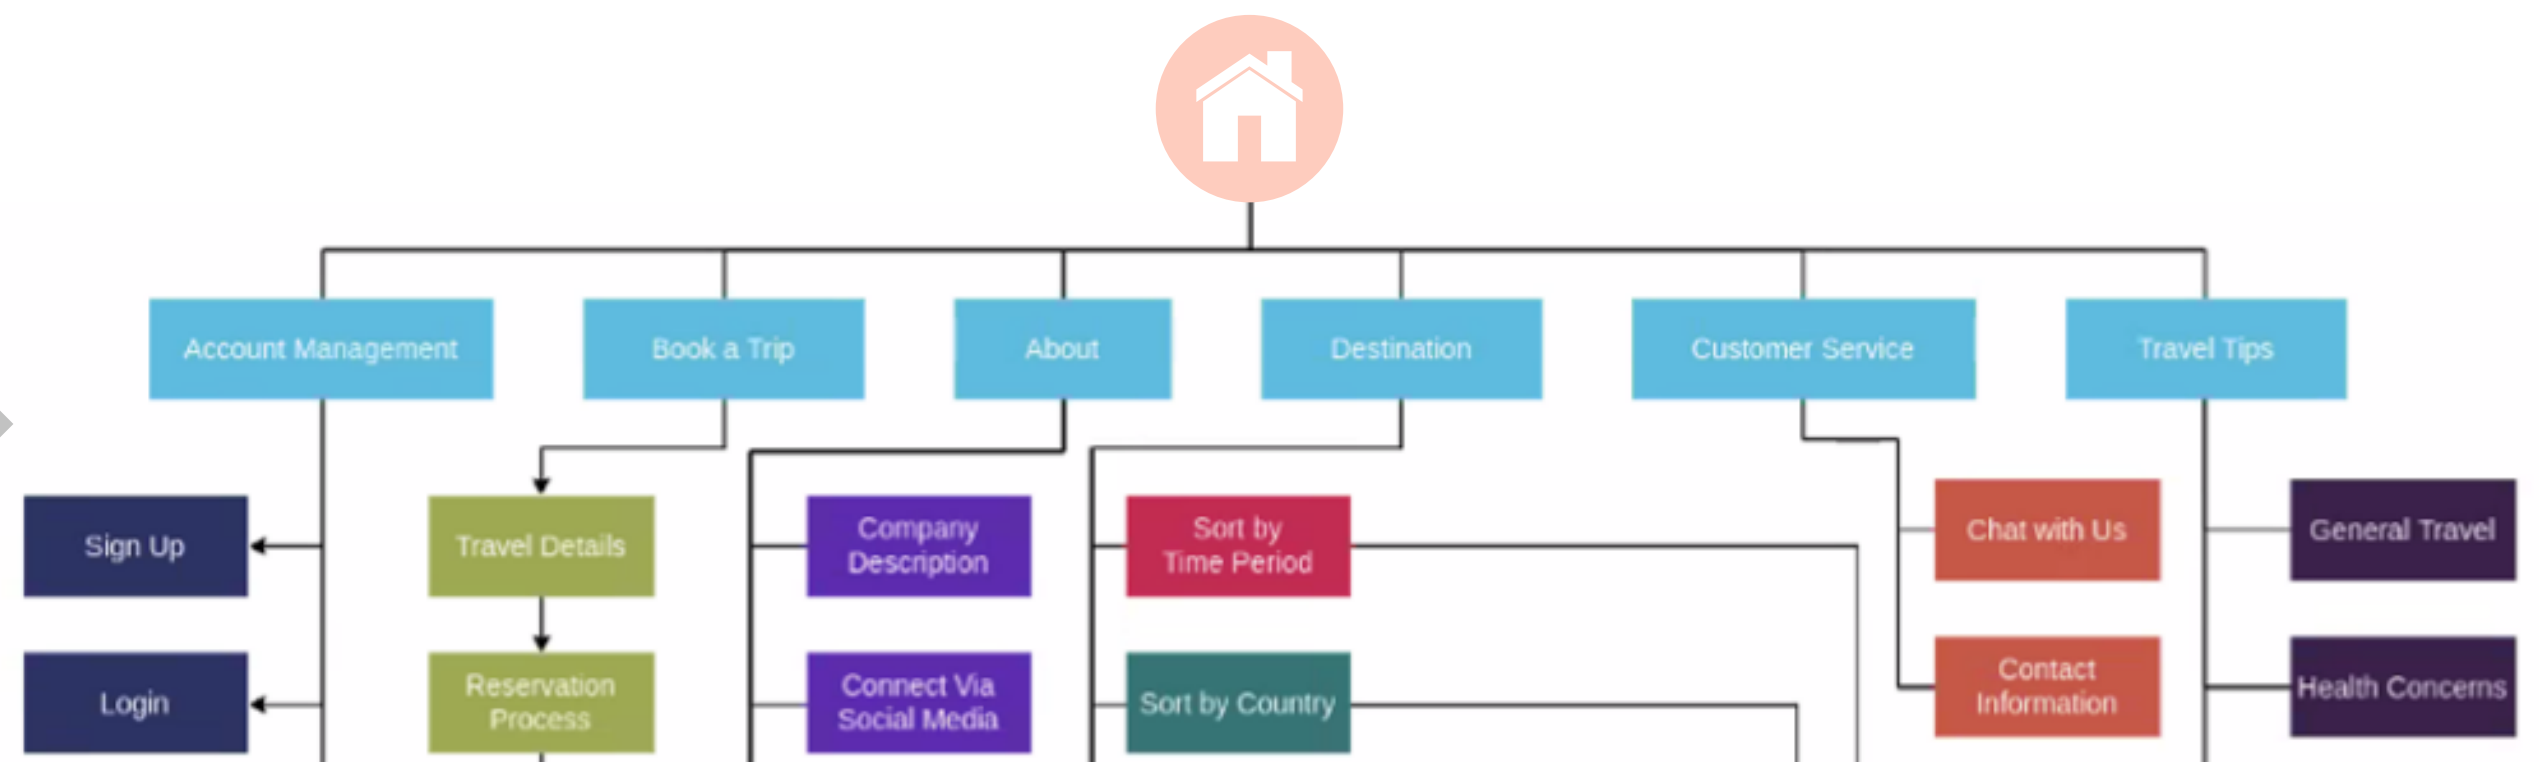 Account Management
Book a Trip
About
Destination
Customer Service
Travel Tips
Sign Up
Travel Details
Company
Description
Sort by
Time Period
Chat with Us
General Travel
Login
Reservation
Process
Connect Via
Social Media
Sort by Country
Contact
Information
Health Concerns